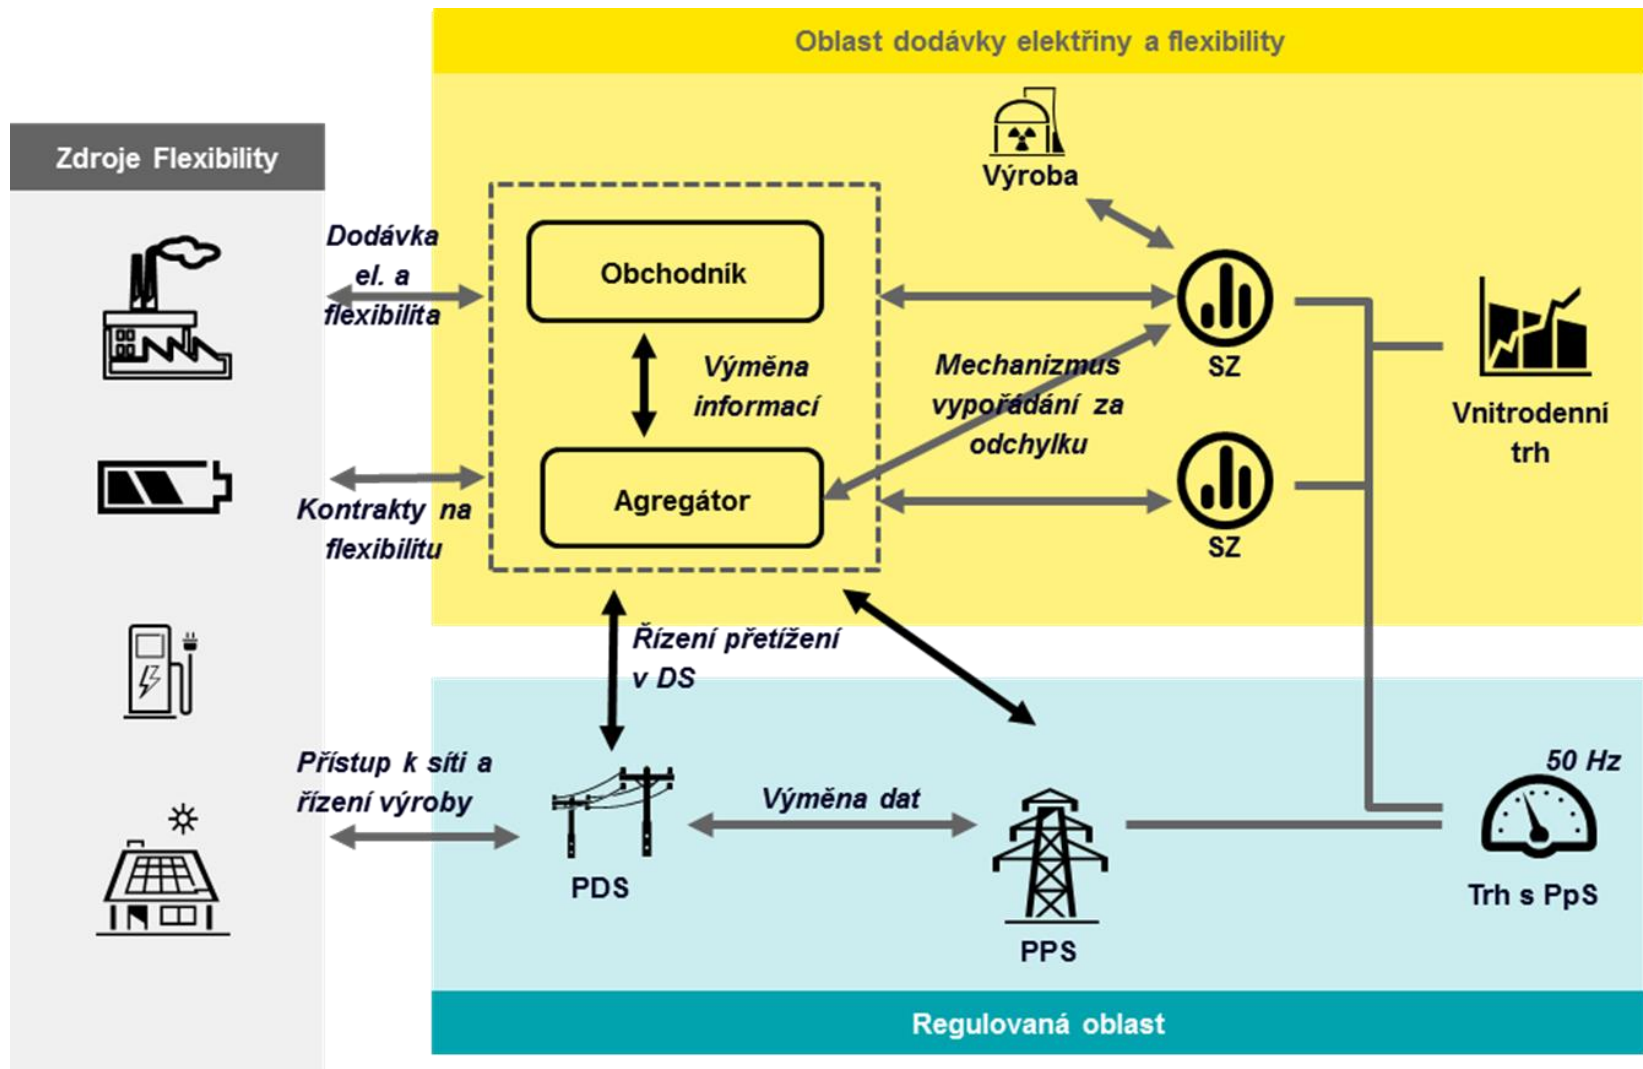 Oblast dodávky elektřiny a flexibility
Zdroje Flexibility
Výroba
Dodávka
el. a
flexibilita
Obchodník
Výměna
informací
Mechanizmus
vypořádání za
odchylku
SZ
Vnitrodenní
trh
Kontrakty na
flexibilitu
Agregátor
SZ
Řízení přetížení
v DS
Přístup k síti a
řízení výroby
Výměna dat
50 Hz
PDS
PPS
Trh s PpS
Regulovaná oblast